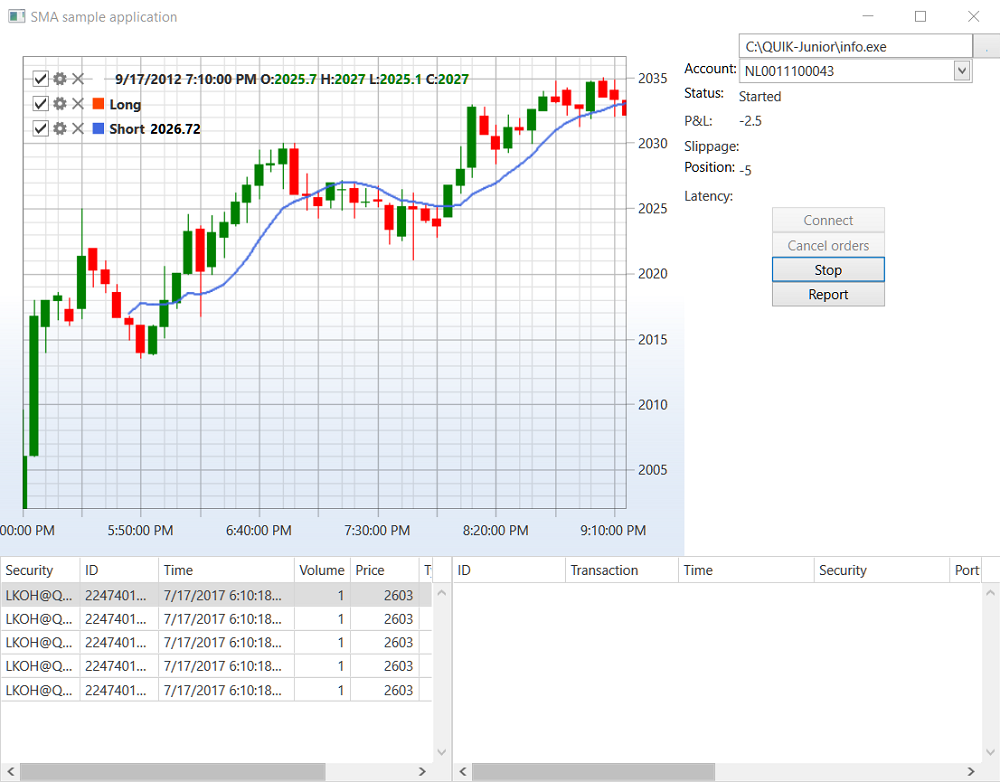 SMA sample application
C:\QUIK-Junior\info.exe
Account: NL0011100043
Status: Started
P&L: -2.5
Slippage:
Position: -5
Latency:
Connect
Cancel orders
Stop
Report
9/17/2012 7:10:00 PM O:2025.7 H:2027 L:2025.1 C:2027
Long
Short 2026.72
2035
2030
2025
2020
2015
2010
2005
00:00 PM 5:50:00 PM 6:40:00 PM 7:30:00 PM 8:20:00 PM 9:10:00 PM
Security ID Time Volume Price T
LKOH@Q... 2247401... 7/17/2017 6:10:18... 1 2603
LKOH@Q... 2247401... 7/17/2017 6:10:18... 1 2603
LKOH@Q... 2247401... 7/17/2017 6:10:18... 1 2603
LKOH@Q... 2247401... 7/17/2017 6:10:18... 1 2603
LKOH@Q... 2247401... 7/17/2017 6:10:18... 1 2603
ID Transaction Time Security Port